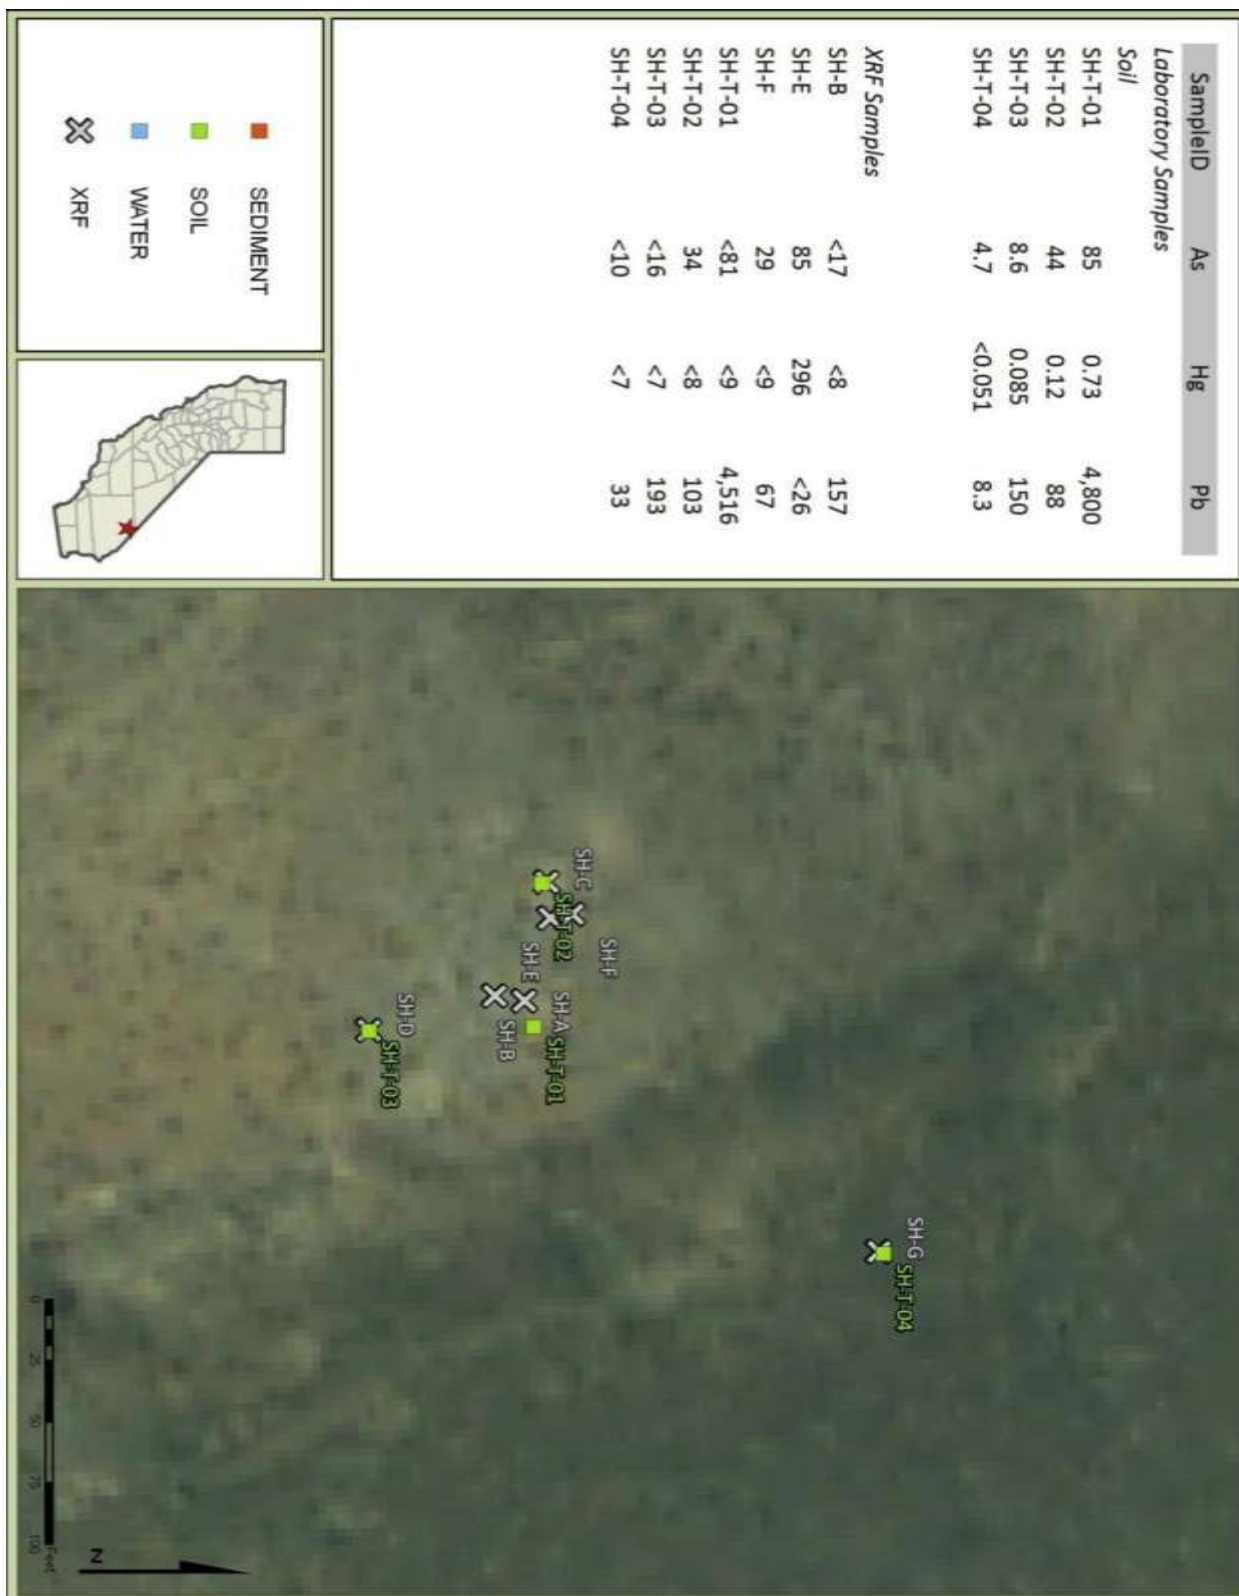 SampleID As Hg Pb
Laboratory Samples
Soil
SH-T-01 85 0.73 4,800
SH-T-02 44 0.12 88
SH-T-03 8.6 0.085 150
SH-T-04 4.7 <0.051 8.3
XRF Samples
SH-B <17 <8 157
SH-E 85 296 <26
SH-F 29 <9 67
SH-T-01 <81 <9 4,516
SH-T-02 34 <8 103
SH-T-03 <16 <7 193
SH-T-04 <10 <7 33
SEDIMENT
SOIL
WATER
XRF
SH-G
SH-T-04
SH-F
SH-C
SH-T-02
SH-A
SH-T-01
SH-E
SH-B
SH-D
SH-T-03
0 25 50 75 100
Feet
N